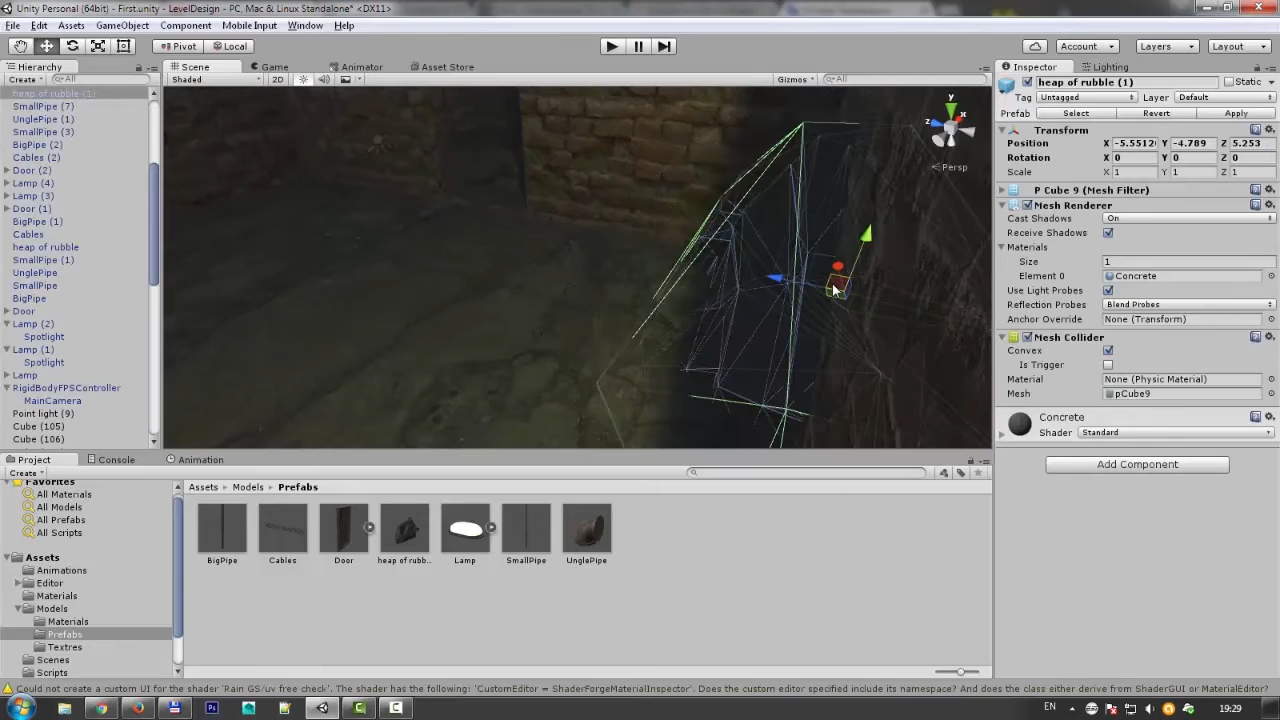 Unity Personal (64bit) - First.unity - LevelDesign - PC, Mac & Linux Standalone* <DX11>
File Edit Assets GameObject Component Mobile Input Window Help
Pivot Local Account Layers Layout
Hierarchy Scene Game Animator Asset Store Inspector Lighting
Create All Shaded 2D Gizmos All
heap of rubble (1)
SmallPipe (7)
UnglePipe (1)
SmallPipe (3)
BigPipe (2)
Cables (2)
Door (2)
Lamp (4)
Lamp (3)
Door (1)
BigPipe (1)
Cables
heap of rubble
SmallPipe (1)
UnglePipe
SmallPipe
BigPipe
Door
Lamp (2)
Spotlight
Lamp (1)
Spotlight
Lamp
RigidBodyFPSController
MainCamera
Point light (9)
Cube (105)
Cube (106)
y
x
z
Persp
heap of rubble (1) Static
Tag Untagged Layer Default
Prefab Select Revert Apply
Transform
Position X -5.5512 Y -4.789 Z 5.253
Rotation X 0 Y 0 Z 0
Scale X 1 Y 1 Z 1
P Cube 9 (Mesh Filter)
Mesh Renderer
Cast Shadows On
Receive Shadows
Materials
Size 1
Element 0 Concrete
Use Light Probes
Reflection Probes Blend Probes
Anchor Override None (Transform)
Mesh Collider
Convex
Is Trigger
Material None (Physic Material)
Mesh pCube9
Concrete
Shader Standard
Add Component
Project Console Animation
Create
Favorites
All Materials
All Models
All Prefabs
All Scripts
Assets
Animations
Editor
Materials
Models
Materials
Prefabs
Textres
Scenes
Scripts
Assets Models Prefabs
BigPipe Cables Door heap of rubb... Lamp SmallPipe UnglePipe
Could not create a custom UI for the shader 'Rain GS/uv free check'. The shader has the following: 'CustomEditor = ShaderForgeMaterialInspector'. Does the custom editor specified include its namespace? And does the class either derive from ShaderGUI or MaterialEditor?
EN 19:29